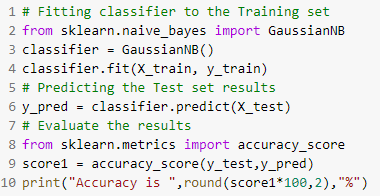 1 # Fitting classifier to the Training set
2 from sklearn.naive_bayes import GaussianNB
3 classifier = GaussianNB()
4 classifier.fit(X_train, y_train)
5 # Predicting the Test set results
6 y_pred = classifier.predict(X_test)
7 # Evaluate the results
8 from sklearn.metrics import accuracy_score
9 score1 = accuracy_score(y_test,y_pred)
10 print("Accuracy is ",round(score1*100,2),"%")